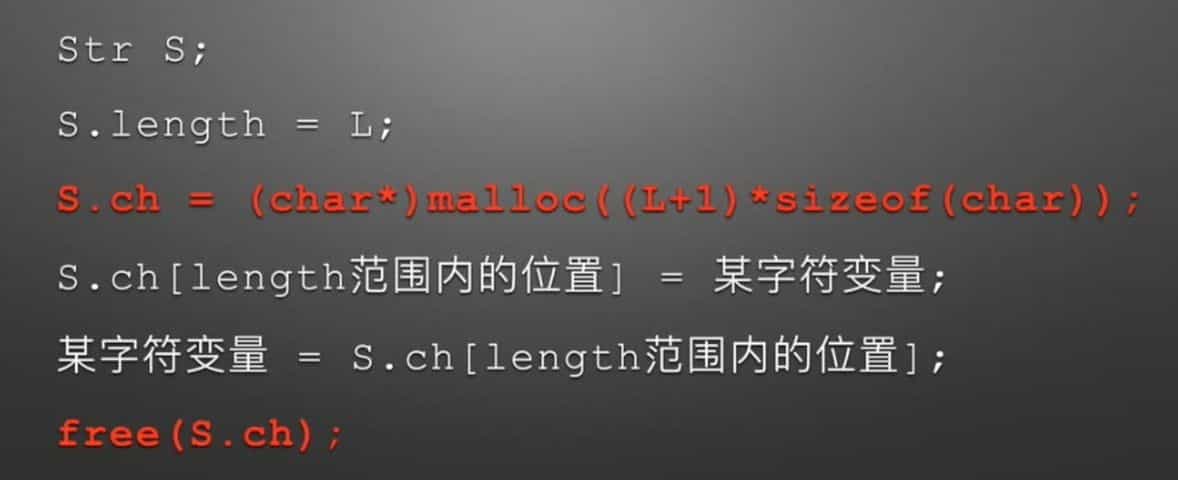 Str S;
S.length = L;
S.ch = (char*)malloc((L+1)*sizeof(char));
S.ch[length范围内的位置] = 某字符变量;
某字符变量 = S.ch[length范围内的位置];
free(S.ch);